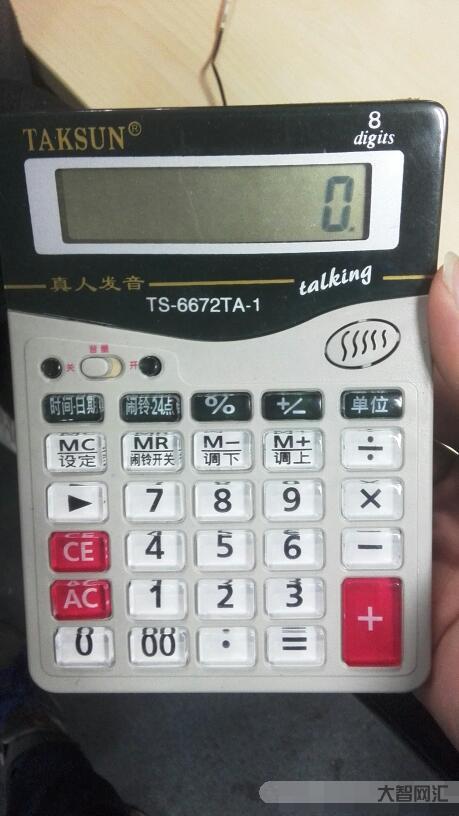 TAKSUN®
8
digits
0.
真人发音
talking
TS-6672TA-1
关 音量 开
时间·日期 闹铃·24点 % +/− 单位
MC 设定 MR 闹铃开关 M− 调下 M+ 调上 ÷
▶ 7 8 9 ×
CE 4 5 6 −
AC 1 2 3 +
0 00 · =
大智网汇